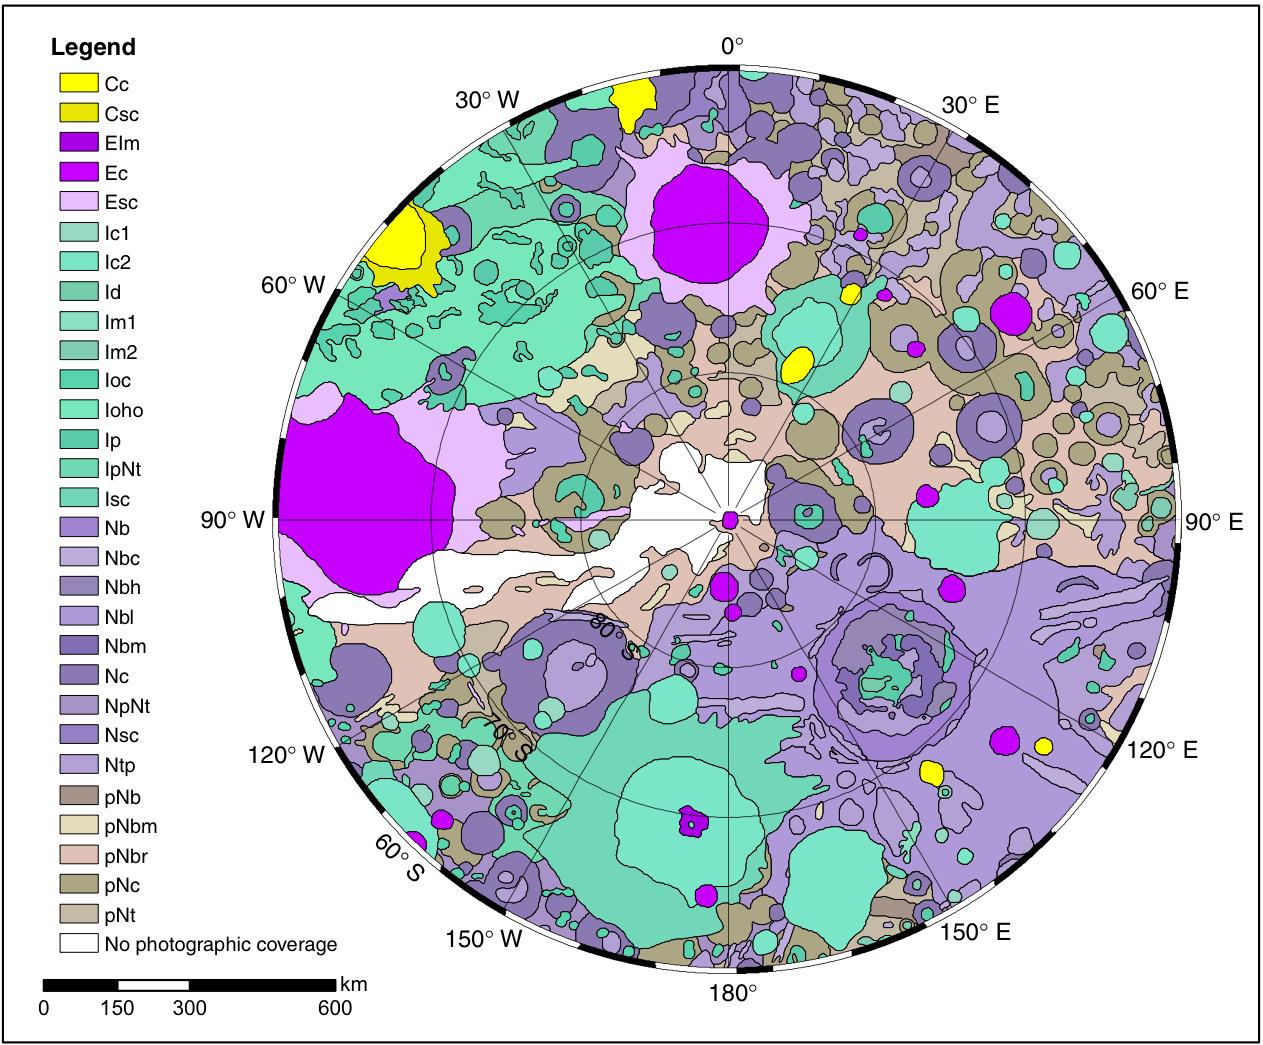 Legend
Cc
Csc
EIm
Ec
Esc
Ic1
Ic2
Id
Im1
Im2
Ioc
Ioho
Ip
IpNt
Isc
Nb
Nbc
Nbh
Nbl
Nbm
Nc
NpNt
Nsc
Ntp
pNb
pNbm
pNbr
pNc
pNt
No photographic coverage
0 150 300 600 km
0°
30° W
30° E
60° W
60° E
90° W
90° E
80° S
70° S
120° W
120° E
60° S
150° W
150° E
180°